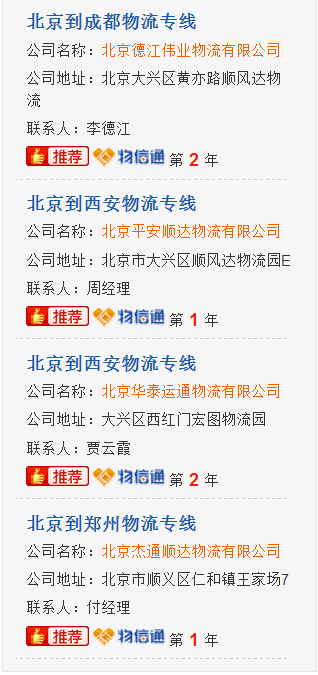 北京到成都物流专线
公司名称：北京德江伟业物流有限公司
公司地址：北京大兴区黄亦路顺风达物
流
联系人：李德江
推荐 物信通 第 2 年
北京到西安物流专线
公司名称：北京平安顺达物流有限公司
公司地址：北京市大兴区顺风达物流园E
联系人：周经理
推荐 物信通 第 1 年
北京到西安物流专线
公司名称：北京华泰运通物流有限公司
公司地址：大兴区西红门宏图物流园
联系人：贾云霞
推荐 物信通 第 2 年
北京到郑州物流专线
公司名称：北京杰通顺达物流有限公司
公司地址：北京市顺义区仁和镇王家场7
联系人：付经理
推荐 物信通 第 1 年